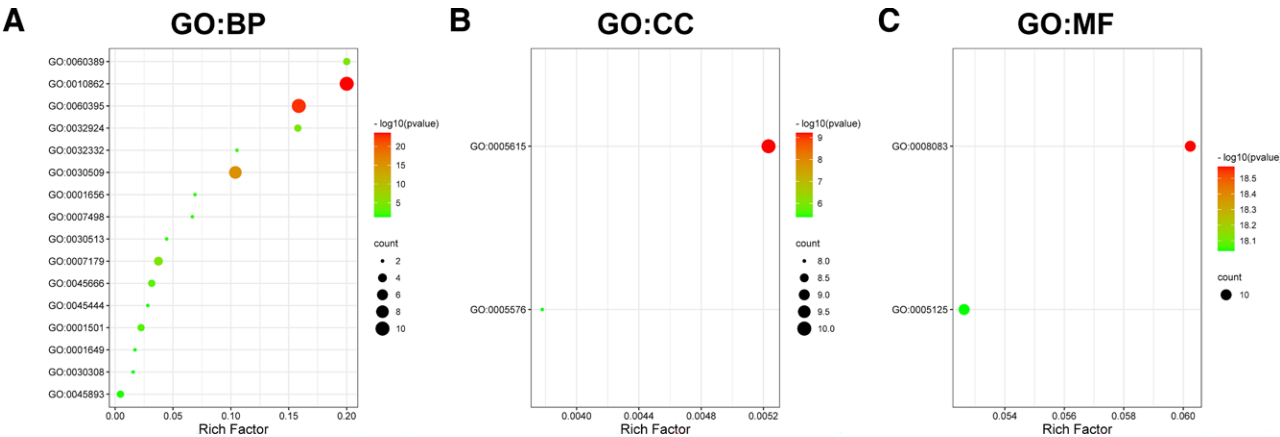 A
GO:BP
GO:0060389
GO:0010862
GO:0060395
GO:0032924
GO:0032332
GO:0030509
GO:0001656
GO:0007498
GO:0030513
GO:0007179
GO:0045666
GO:0045444
GO:0001501
GO:0001649
GO:0030308
GO:0045893
0.00 0.05 0.10 0.15 0.20
Rich Factor
- log10(pvalue)
20
15
10
5
count
2
4
6
8
10
B
GO:CC
GO:0005615
GO:0005576
0.0040 0.0044 0.0048 0.0052
Rich Factor
- log10(pvalue)
9
8
7
6
count
8.0
8.5
9.0
9.5
10.0
C
GO:MF
GO:0008083
GO:0005125
0.054 0.056 0.058 0.060
Rich Factor
- log10(pvalue)
18.5
18.4
18.3
18.2
18.1
count
10